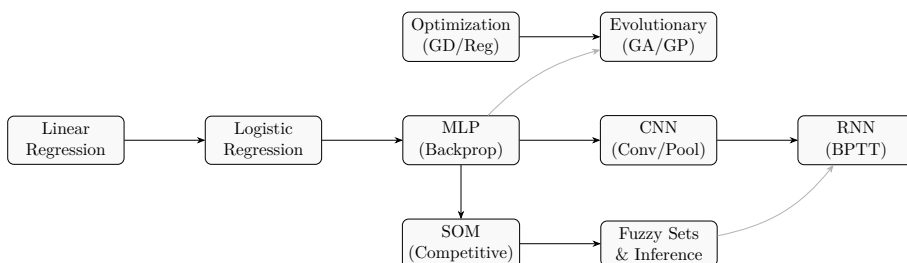 Optimization
(GD/Reg)
Evolutionary
(GA/GP)
Linear
Regression
Logistic
Regression
MLP
(Backprop)
CNN
(Conv/Pool)
RNN
(BPTT)
SOM
(Competitive)
Fuzzy Sets
& Inference